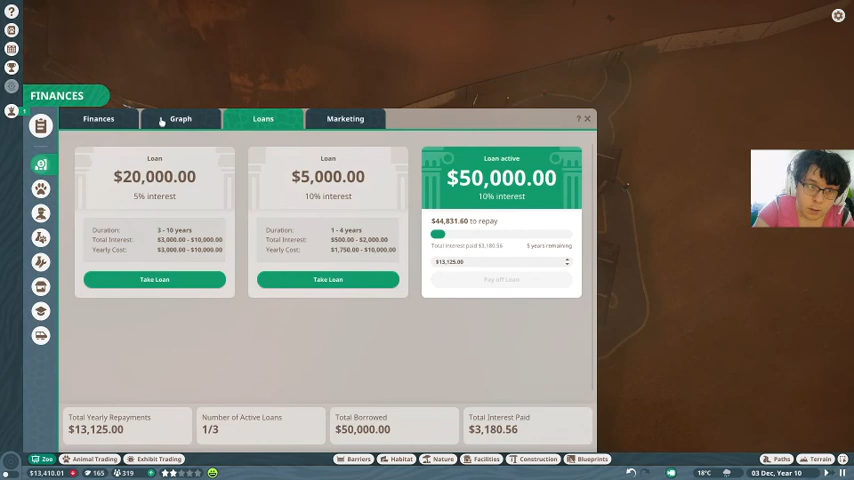 FINANCES
Finances
Graph
Loans
Marketing
? ✕
Loan
$20,000.00
5% interest
Duration: 3 - 10 years
Total Interest: $3,000.00 - $10,000.00
Yearly Cost: $3,000.00 - $10,000.00
Take Loan
Loan
$5,000.00
10% interest
Duration: 1 - 4 years
Total Interest: $500.00 - $2,000.00
Yearly Cost: $1,750.00 - $10,000.00
Take Loan
Loan active
$50,000.00
10% interest
$44,831.60 to repay
Total interest paid $3,180.56
$13,125.00
Pay off Loan
Total Yearly Repayments
$13,125.00
Number of Active Loans
1/3
Total Borrowed
$50,000.00
Total Interest Paid
$3,180.56
Zoo
Animal Trading
Exhibit Trading
Barriers
Habitat
Nature
Facilities
Construction
Blueprints
Paths
Terrain
$13,410.01
165
319
18°C
03 Dec, Year 10